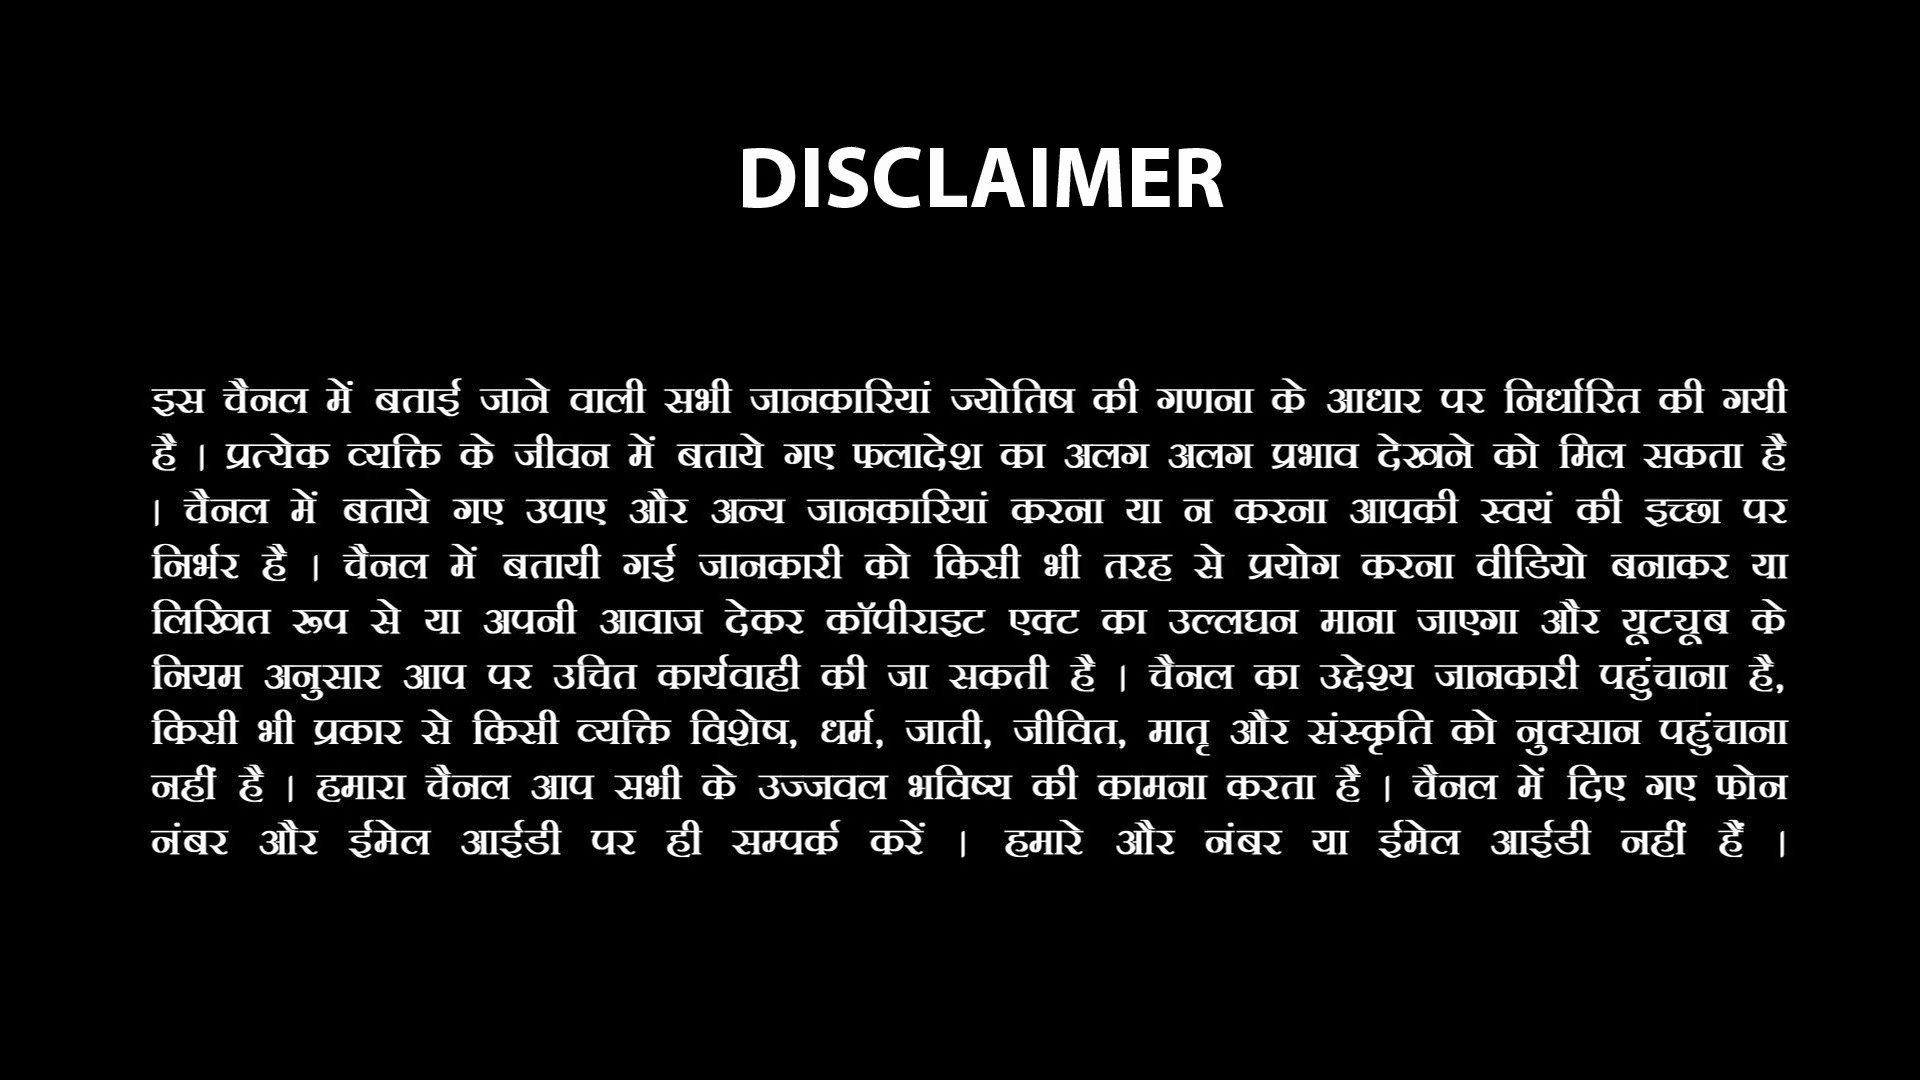 DISCLAIMER
इस चैनल में बताई जाने वाली सभी जानकारियां ज्योतिष की गणना के आधार पर निर्धारित की गयी
है । प्रत्येक व्यक्ति के जीवन में बताये गए फलादेश का अलग अलग प्रभाव देखने को मिल सकता है
। चैनल में बताये गए उपाए और अन्य जानकारियां करना या न करना आपकी स्वयं की इच्छा पर
निर्भर है । चैनल में बतायी गई जानकारी को किसी भी तरह से प्रयोग करना वीडियो बनाकर या
लिखित रूप से या अपनी आवाज देकर कॉपीराइट एक्ट का उल्लघन माना जाएगा और यूट्यूब के
नियम अनुसार आप पर उचित कार्यवाही की जा सकती है । चैनल का उद्देश्य जानकारी पहुंचाना है,
किसी भी प्रकार से किसी व्यक्ति विशेष, धर्म, जाती, जीवित, मातृ और संस्कृति को नुक्सान पहुंचाना
नहीं है । हमारा चैनल आप सभी के उज्जवल भविष्य की कामना करता है । चैनल में दिए गए फोन
नंबर और ईमेल आईडी पर ही सम्पर्क करें । हमारे और नंबर या ईमेल आईडी नहीं हैं ।